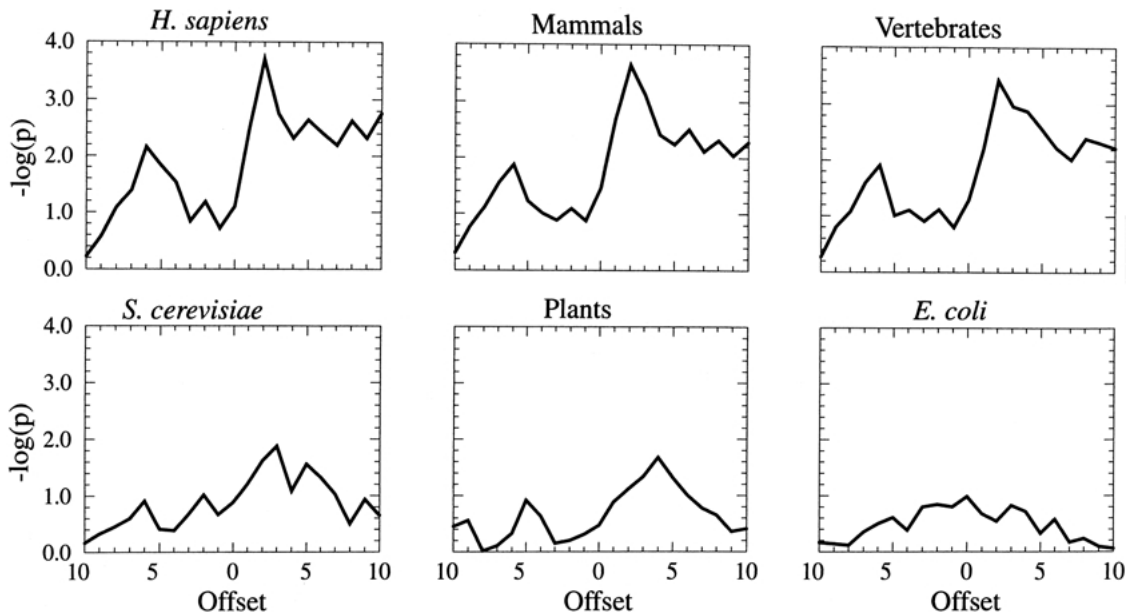 H. sapiens
Mammals
Vertebrates
4.0
3.0
2.0
1.0
0.0
-log(p)
S. cerevisiae
Plants
E. coli
4.0
3.0
2.0
1.0
0.0
-log(p)
10 5 0 5 10
10 5 0 5 10
10 5 0 5 10
Offset
Offset
Offset